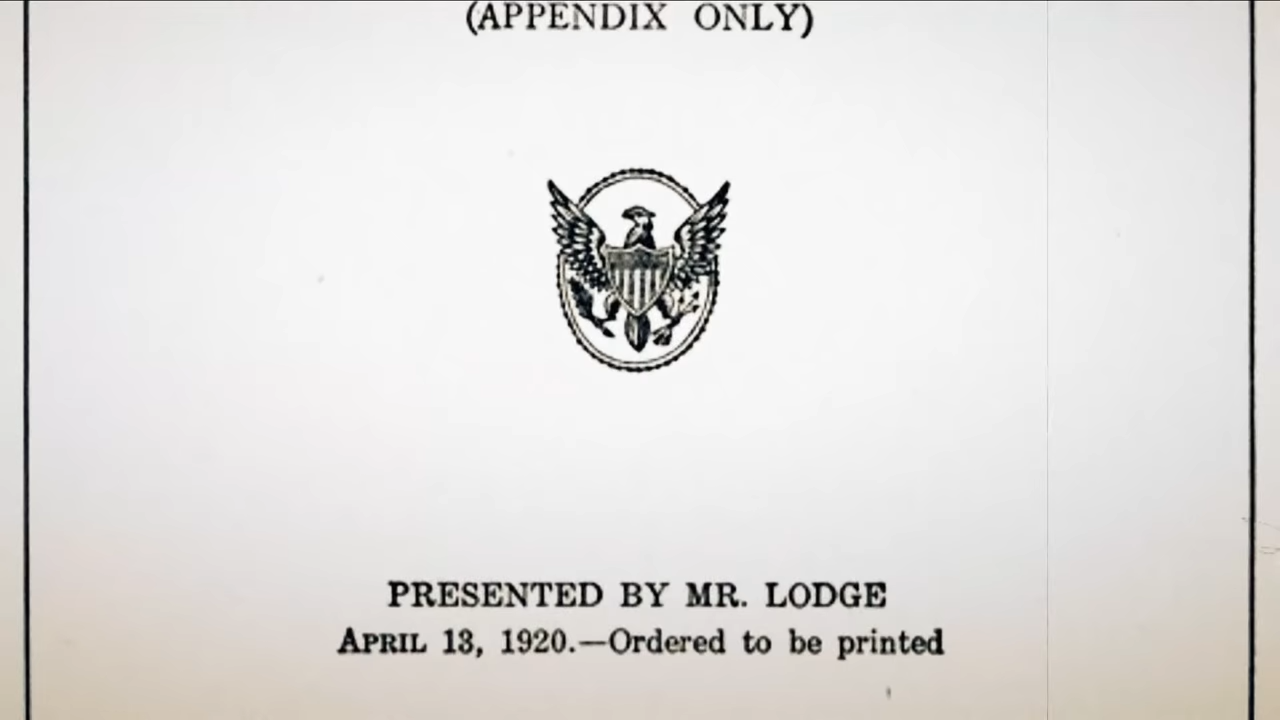 (APPENDIX ONLY)
PRESENTED BY MR. LODGE
APRIL 13, 1920.—Ordered to be printed